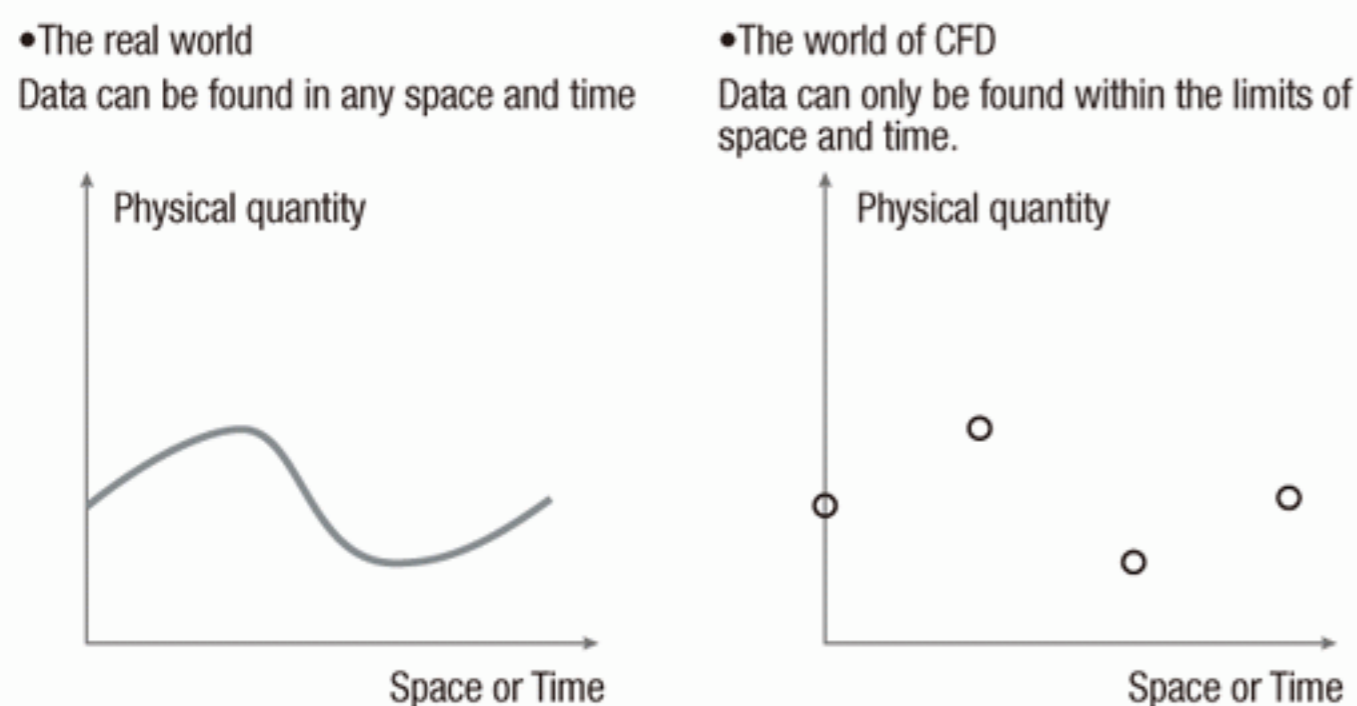 •The real world
Data can be found in any space and time
Physical quantity
Space or Time
•The world of CFD
Data can only be found within the limits of
space and time.
Physical quantity
Space or Time